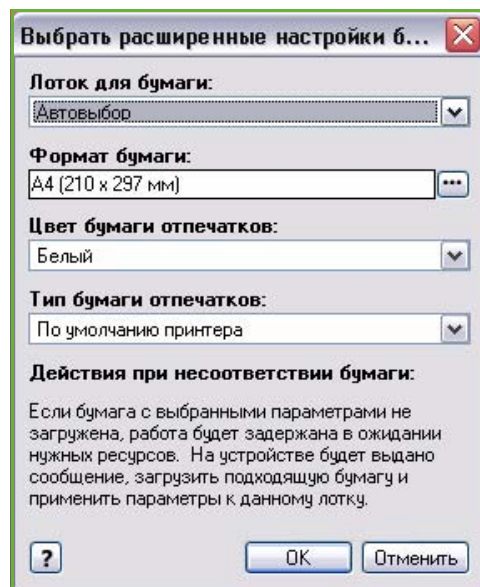 Выбрать расширенные настройки б...
Лоток для бумаги:
Автовыбор
Формат бумаги:
A4 (210 x 297 мм)
...
Цвет бумаги отпечатков:
Белый
Тип бумаги отпечатков:
По умолчанию принтера
Действия при несоответствии бумаги:
Если бумага с выбранными параметрами не
загружена, работа будет задержана в ожидании
нужных ресурсов. На устройстве будет выдано
сообщение, загрузить подходящую бумагу и
применить параметры к данному лотку.
? OK Отменить